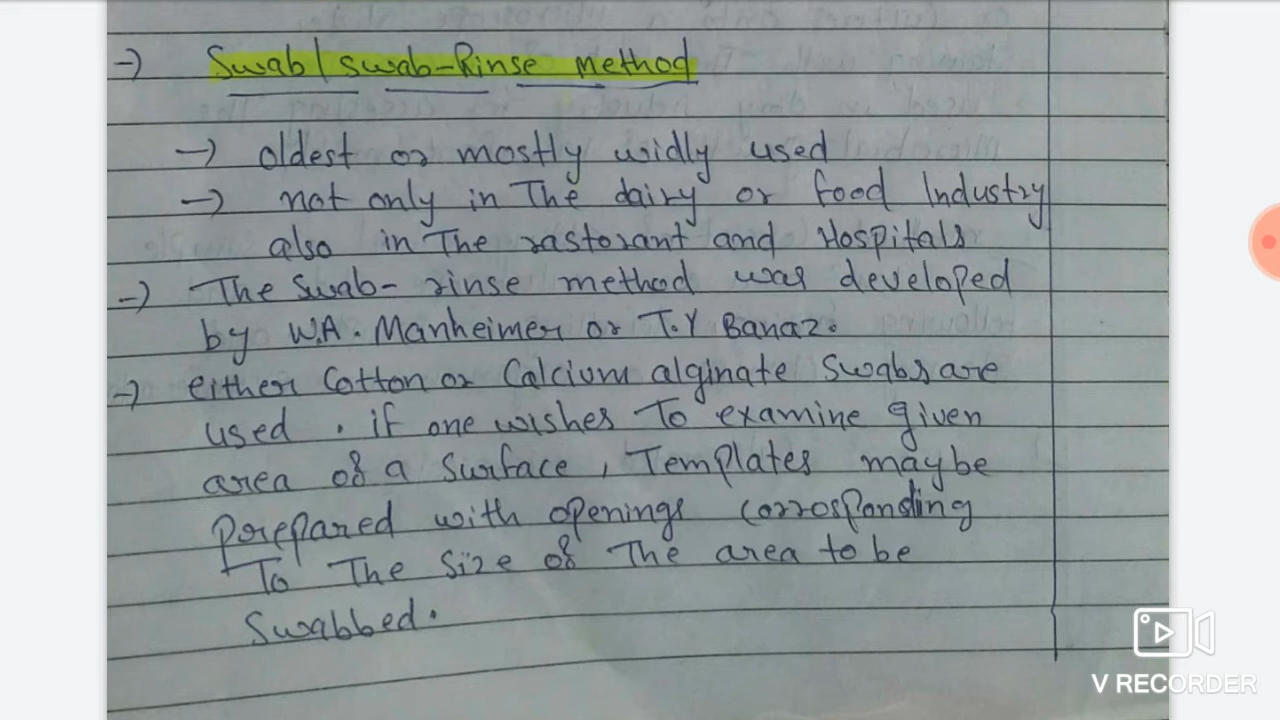 → Swab/swab-Rinse method
→ oldest or mostly widly used
→ not only in The dairy or food Industry
also in The rastorant and Hospitals
→ The Swab-rinse method was developed
by W.A. Manheimer or T.Y Banaz.
→ either Cotton or Calcium alginate Swabs are
used . if one wishes To examine given
area of a Surface, Templates maybe
prepared with openings Corrosponding
To The Size of The area to be
Swabbed.
V RECORDER